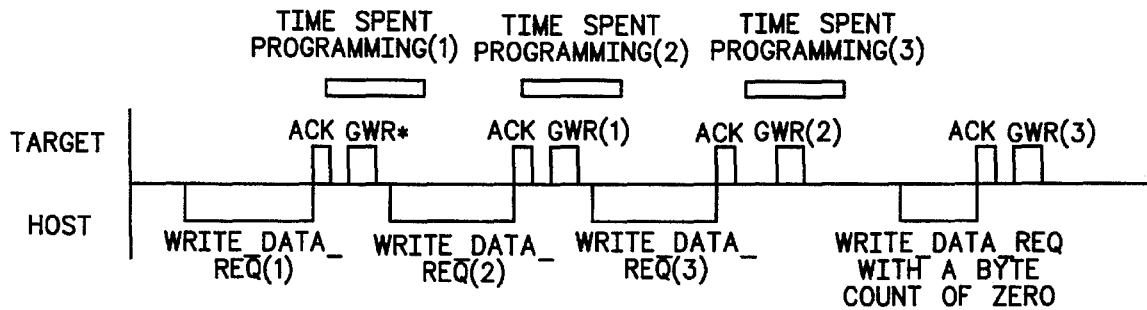 TIME SPENT
PROGRAMMING(1)
TIME SPENT
PROGRAMMING(2)
TIME SPENT
PROGRAMMING(3)
TARGET
ACK GWR*
ACK GWR(1)
ACK GWR(2)
ACK GWR(3)
HOST
WRITE_DATA_
REQ(1)
WRITE_DATA_
REQ(2)
WRITE_DATA_
REQ(3)
WRITE_DATA_REQ
WITH A BYTE
COUNT OF ZERO